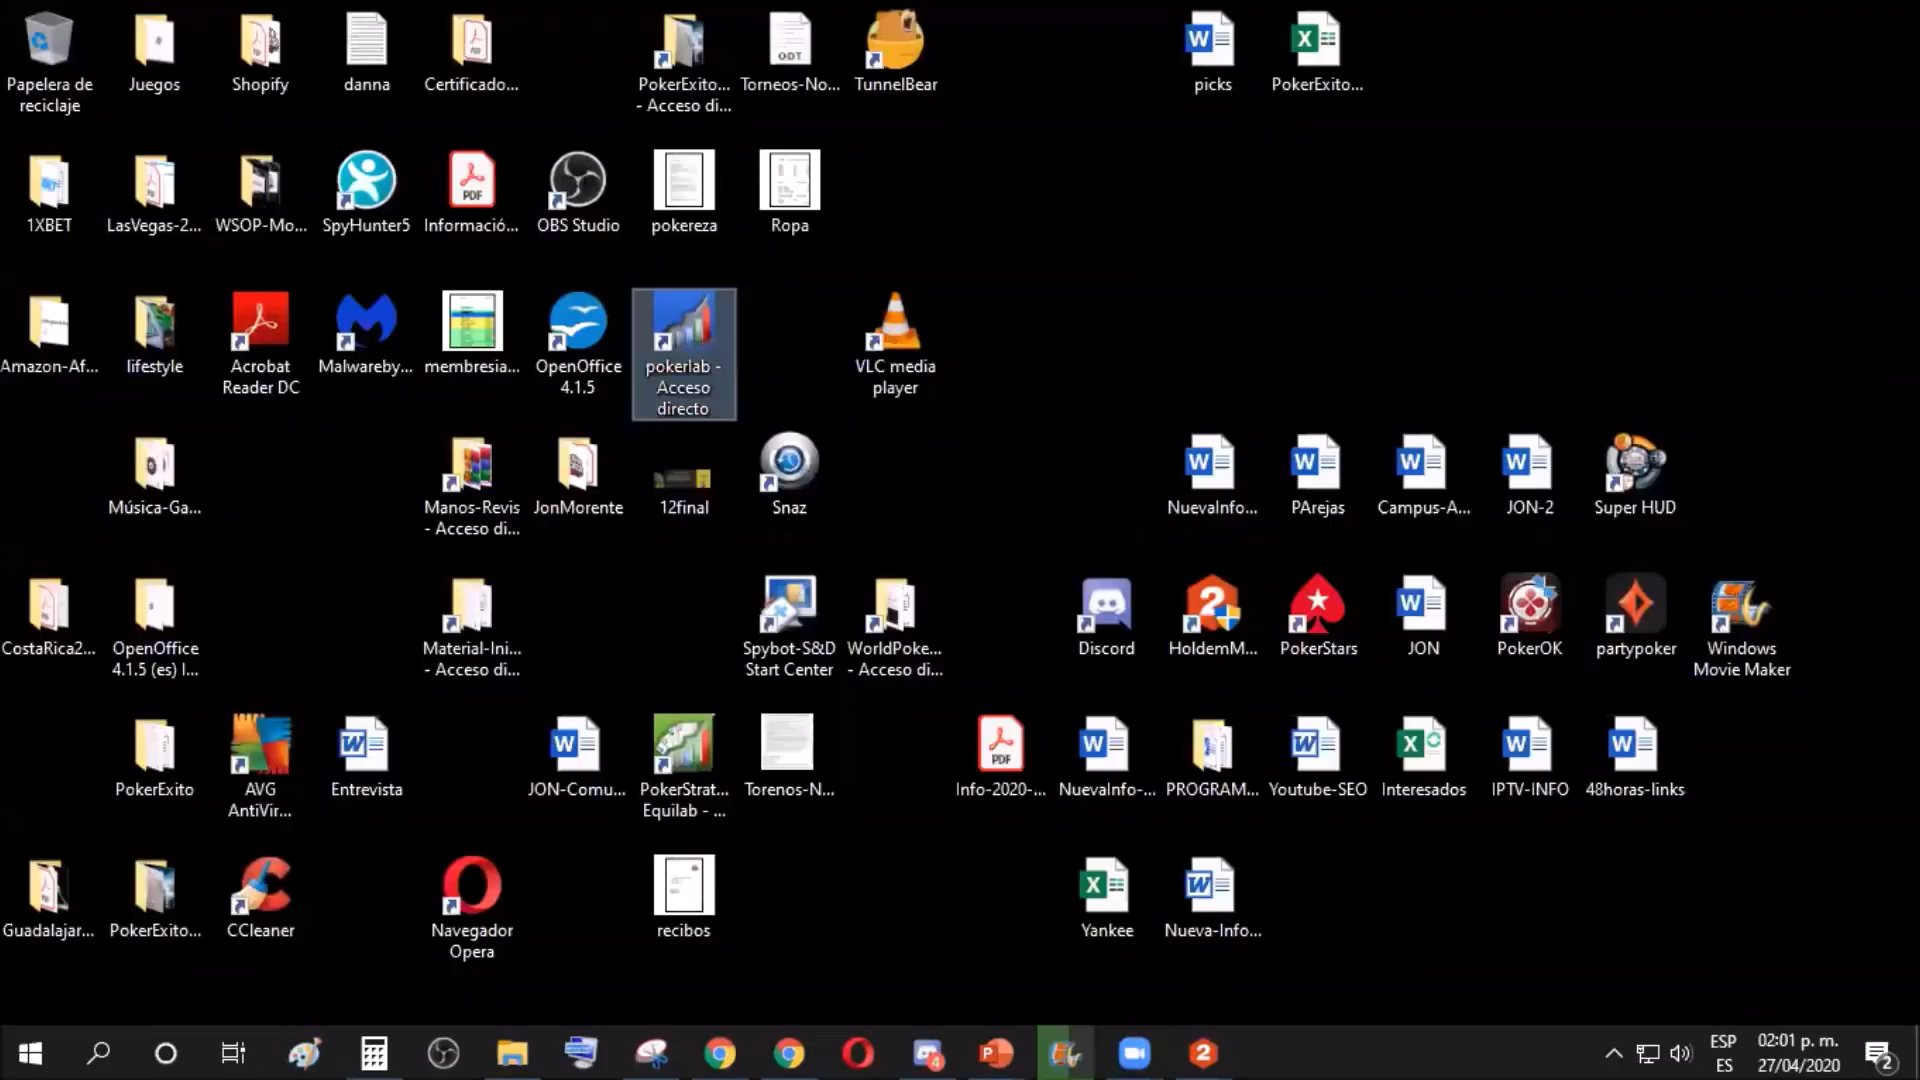 Papelera de
reciclaje
Juegos
Shopify
danna
Certificado...
PokerExito...
- Acceso di...
ODT
Torneos-No...
TunnelBear
picks
PokerExito...
1XBET
LasVegas-2...
WSOP-Mo...
SpyHunter5
PDF
Informació...
OBS Studio
pokereza
Ropa
Amazon-Af...
lifestyle
Acrobat
Reader DC
Malwareby...
membresia...
OpenOffice
4.1.5
pokerlab -
Acceso
directo
VLC media
player
Música-Ga...
Manos-Revis
- Acceso di...
JonMorente
12final
Snaz
NuevaInfo...
PArejas
Campus-A...
JON-2
Super HUD
CostaRica2...
OpenOffice
4.1.5 (es) I...
Material-Ini...
- Acceso di...
Spybot-S&D
Start Center
WorldPoke...
- Acceso di...
Discord
HoldemM...
PokerStars
JON
PokerOK
partypoker
Windows
Movie Maker
PokerExito
AVG
AntiVir...
Entrevista
JON-Comu...
PokerStrat...
Equilab - ...
Torenos-N...
PDF
Info-2020-...
NuevaInfo-...
PROGRAM...
Youtube-SEO
Interesados
IPTV-INFO
48horas-links
Guadalajar...
PokerExito...
CCleaner
Navegador
Opera
recibos
Yankee
Nueva-Info...
4
2
ESP
ES
02:01 p. m.
27/04/2020
2